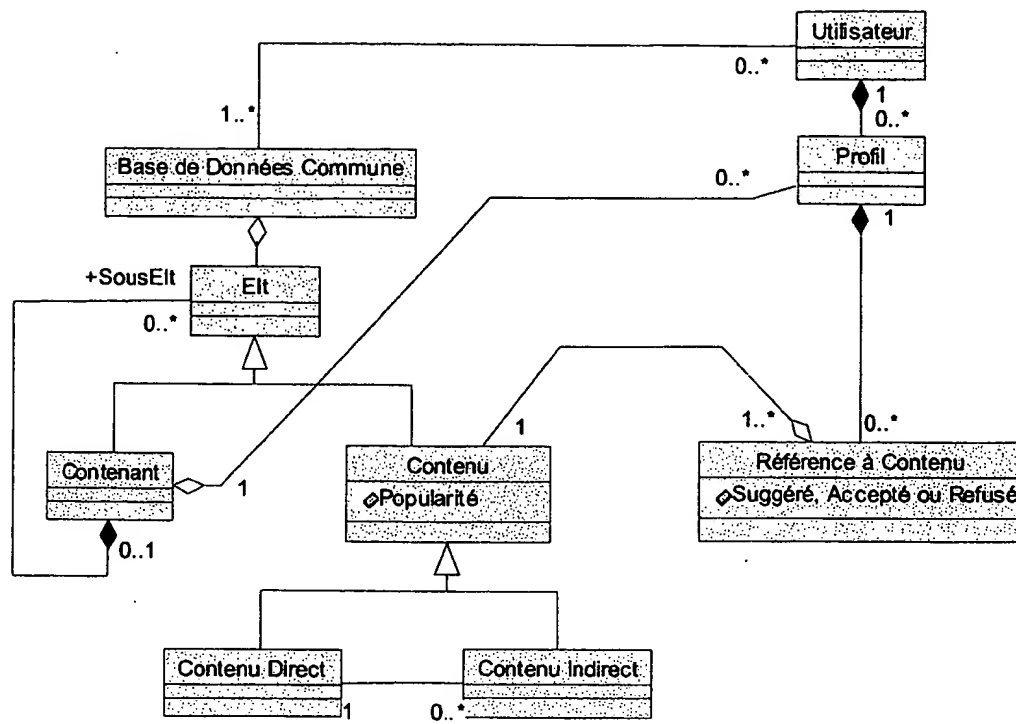 Utilisateur
0..*
1
1..*
0..*
Base de Données Commune
Profil
0..*
1
+SousElt
Elt
0..*
1
1..*
0..*
Contenant
Contenu
Référence à Contenu
1
Popularité
Suggéré, Accepté ou Refusé
0..1
Contenu Direct
Contenu Indirect
1
0..*